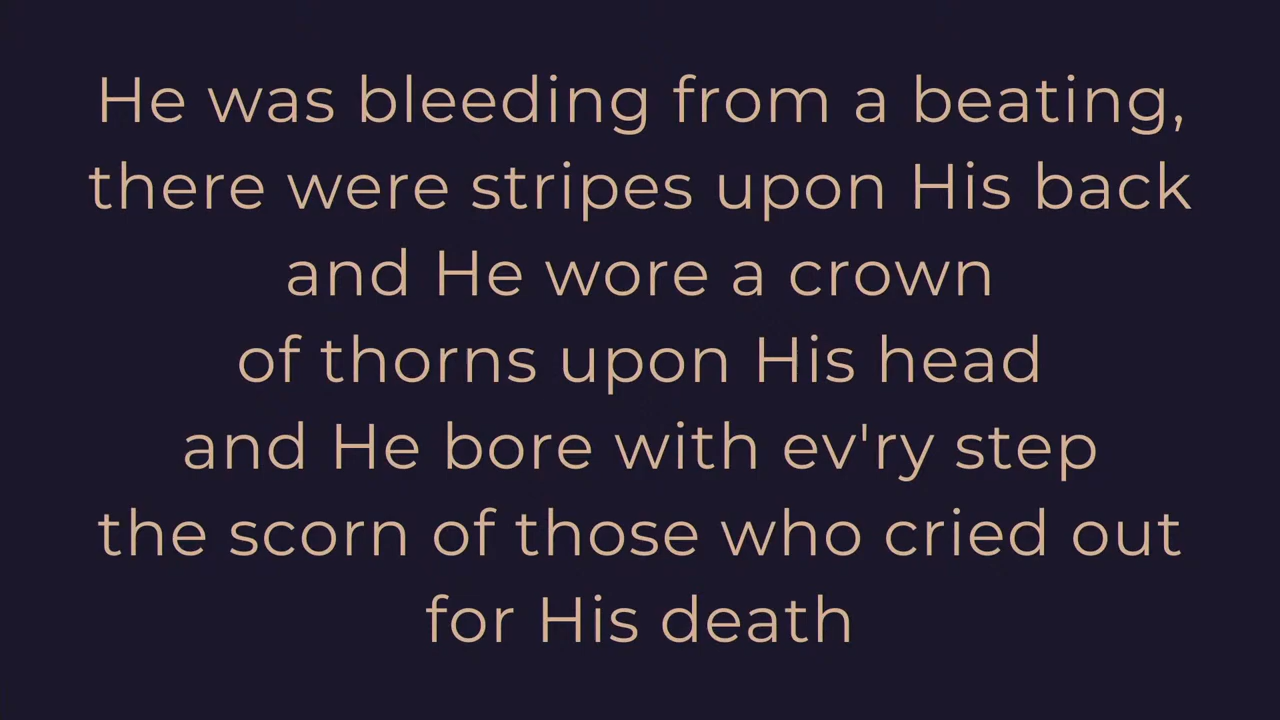 He was bleeding from a beating,
there were stripes upon His back
and He wore a crown
of thorns upon His head
and He bore with ev'ry step
the scorn of those who cried out
for His death